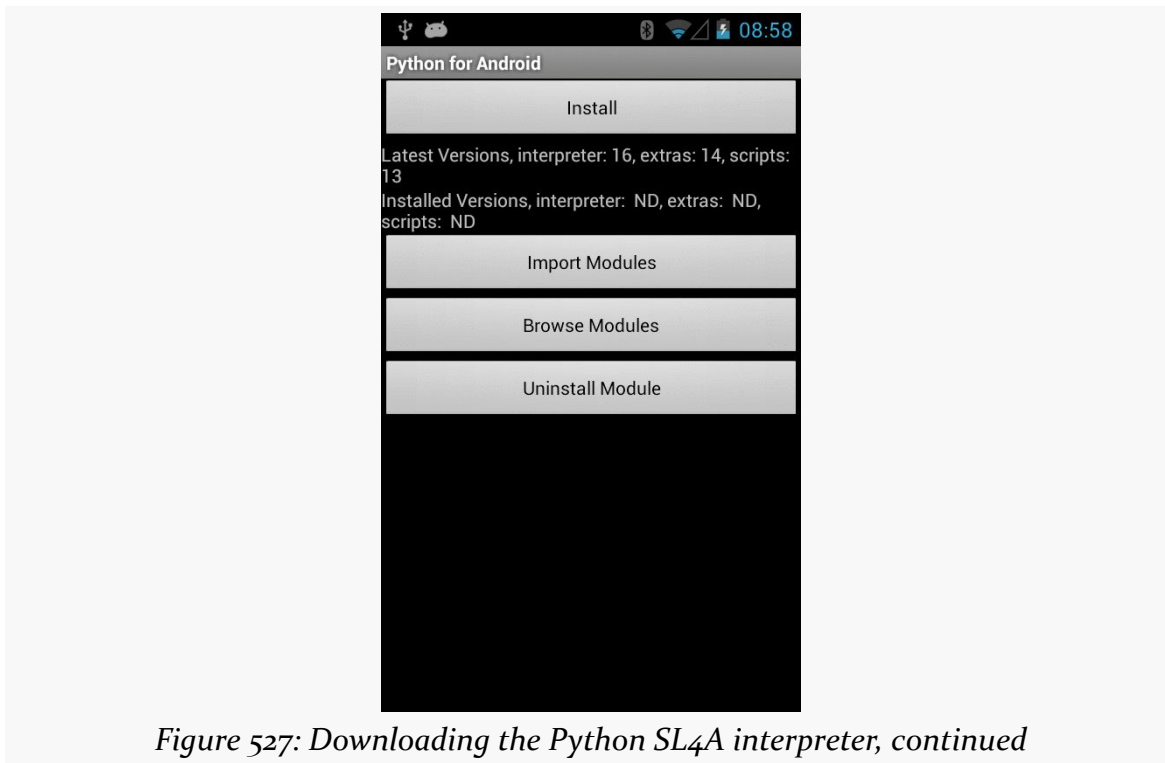 08:58
Python for Android
Install
Latest Versions, interpreter: 16, extras: 14, scripts:
13
Installed Versions, interpreter:  ND, extras:  ND,
scripts:  ND
Import Modules
Browse Modules
Uninstall Module
Figure 527: Downloading the Python SL4A interpreter, continued